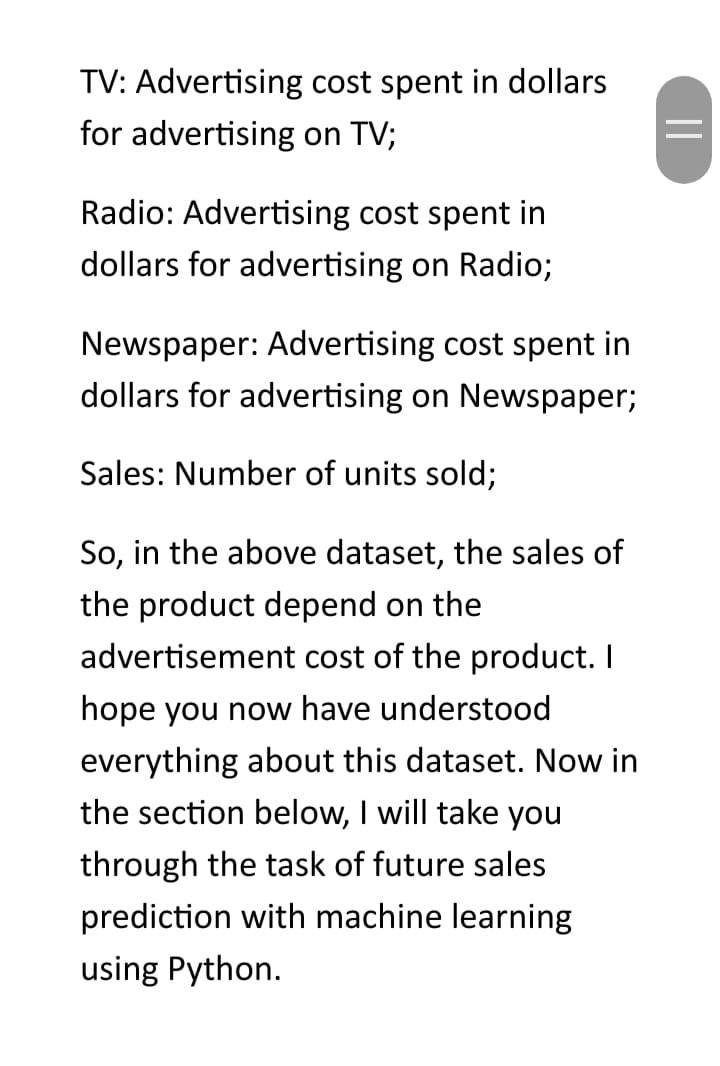 TV: Advertising cost spent in dollars
for advertising on TV;
Radio: Advertising cost spent in
dollars for advertising on Radio;
Newspaper: Advertising cost spent in
dollars for advertising on Newspaper;
Sales: Number of units sold;
So, in the above dataset, the sales of
the product depend on the
advertisement cost of the product. I
hope you now have understood
everything about this dataset. Now in
the section below, I will take you
through the task of future sales
prediction with machine learning
using Python.